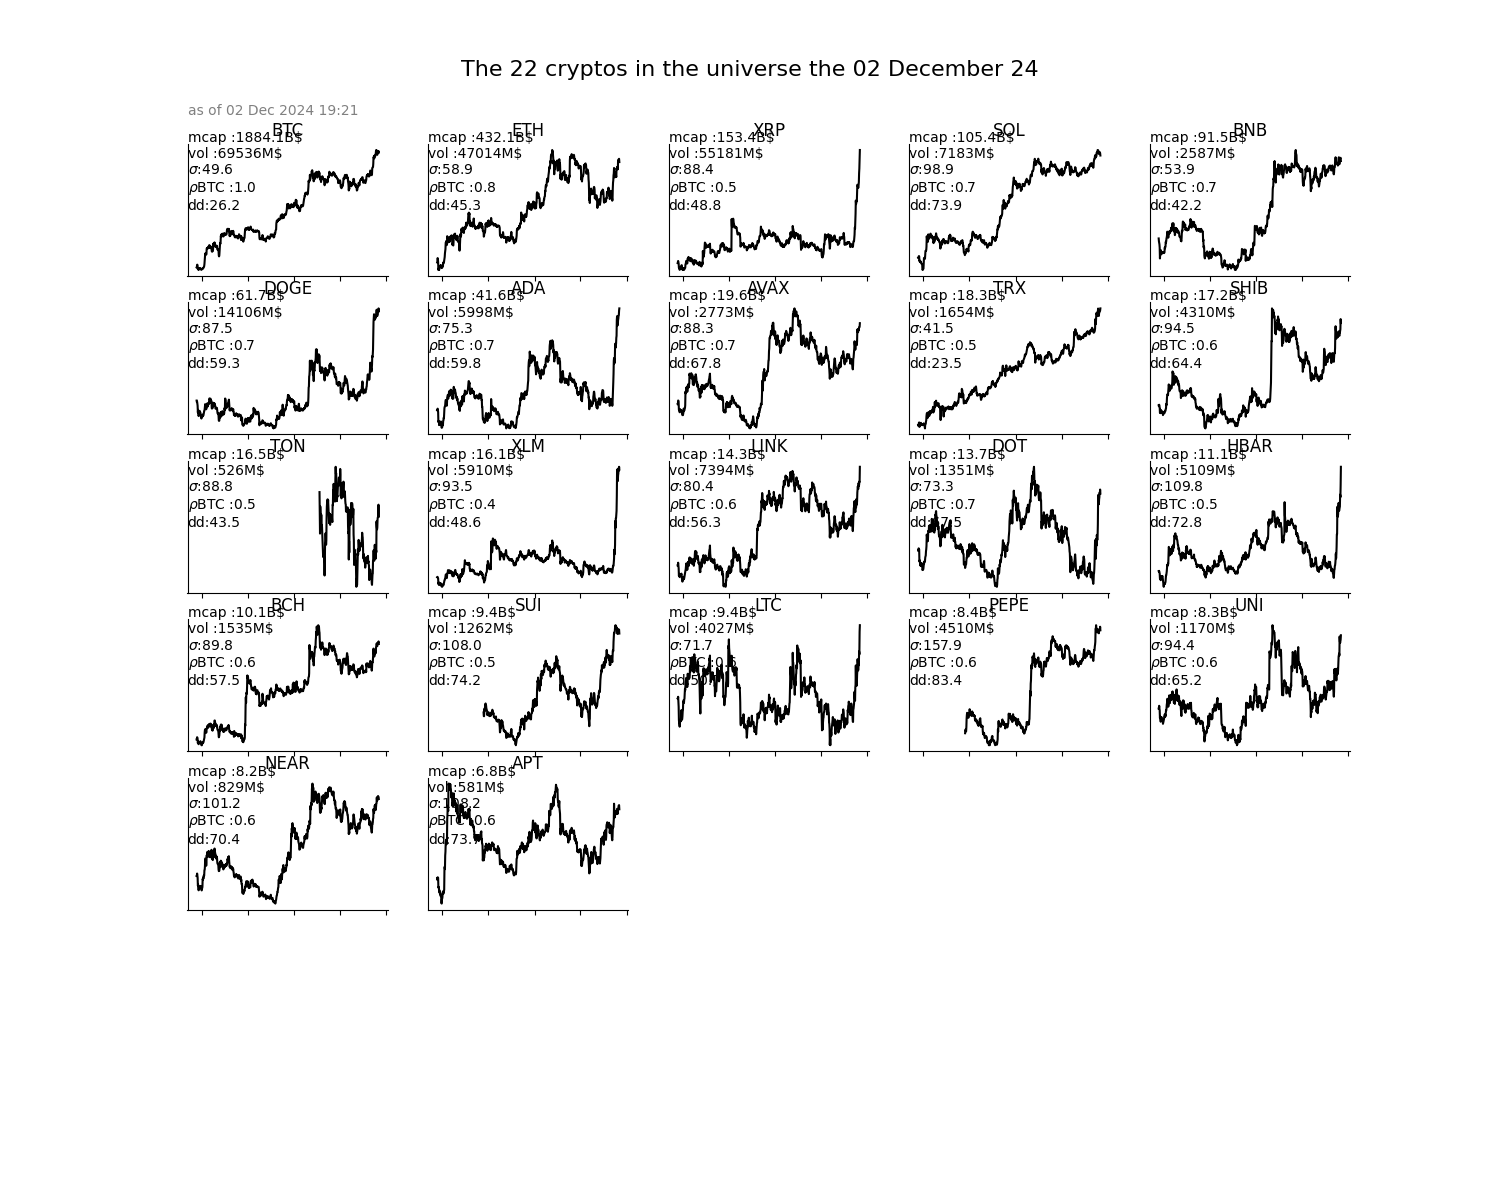 The 22 cryptos in the universe the 02 December 24
as of 02 Dec 2024 19:21
BTC
mcap :1884.1B$
vol :69536M$
σ:49.6
ρBTC :1.0
dd:26.2
ETH
mcap :432.1B$
vol :47014M$
σ:58.9
ρBTC :0.8
dd:45.3
XRP
mcap :153.4B$
vol :55181M$
σ:88.4
ρBTC :0.5
dd:48.8
SOL
mcap :105.4B$
vol :7183M$
σ:98.9
ρBTC :0.7
dd:73.9
BNB
mcap :91.5B$
vol :2587M$
σ:53.9
ρBTC :0.7
dd:42.2
DOGE
mcap :61.7B$
vol :14106M$
σ:87.5
ρBTC :0.7
dd:59.3
ADA
mcap :41.6B$
vol :5998M$
σ:75.3
ρBTC :0.7
dd:59.8
AVAX
mcap :19.6B$
vol :2773M$
σ:88.3
ρBTC :0.7
dd:67.8
TRX
mcap :18.3B$
vol :1654M$
σ:41.5
ρBTC :0.5
dd:23.5
SHIB
mcap :17.2B$
vol :4310M$
σ:94.5
ρBTC :0.6
dd:64.4
TON
mcap :16.5B$
vol :526M$
σ:88.8
ρBTC :0.5
dd:43.5
XLM
mcap :16.1B$
vol :5910M$
σ:93.5
ρBTC :0.4
dd:48.6
LINK
mcap :14.3B$
vol :7394M$
σ:80.4
ρBTC :0.6
dd:56.3
DOT
mcap :13.7B$
vol :1351M$
σ:73.3
ρBTC :0.7
HBAR
mcap :11.1B$
vol :5109M$
σ:109.8
ρBTC :0.5
dd:72.8
BCH
mcap :10.1B$
vol :1535M$
σ:89.8
ρBTC :0.6
dd:57.5
SUI
mcap :9.4B$
vol :1262M$
σ:108.0
ρBTC :0.5
dd:74.2
LTC
mcap :9.4B$
vol :4027M$
σ:71.7
ρBTC :0.6
PEPE
mcap :8.4B$
vol :4510M$
σ:157.9
ρBTC :0.6
dd:83.4
UNI
mcap :8.3B$
vol :1170M$
σ:94.4
ρBTC :0.6
dd:65.2
NEAR
mcap :8.2B$
vol :829M$
σ:101.2
ρBTC :0.6
dd:70.4
APT
mcap :6.8B$
vol :581M$
σ:108.2
ρBTC :0.6